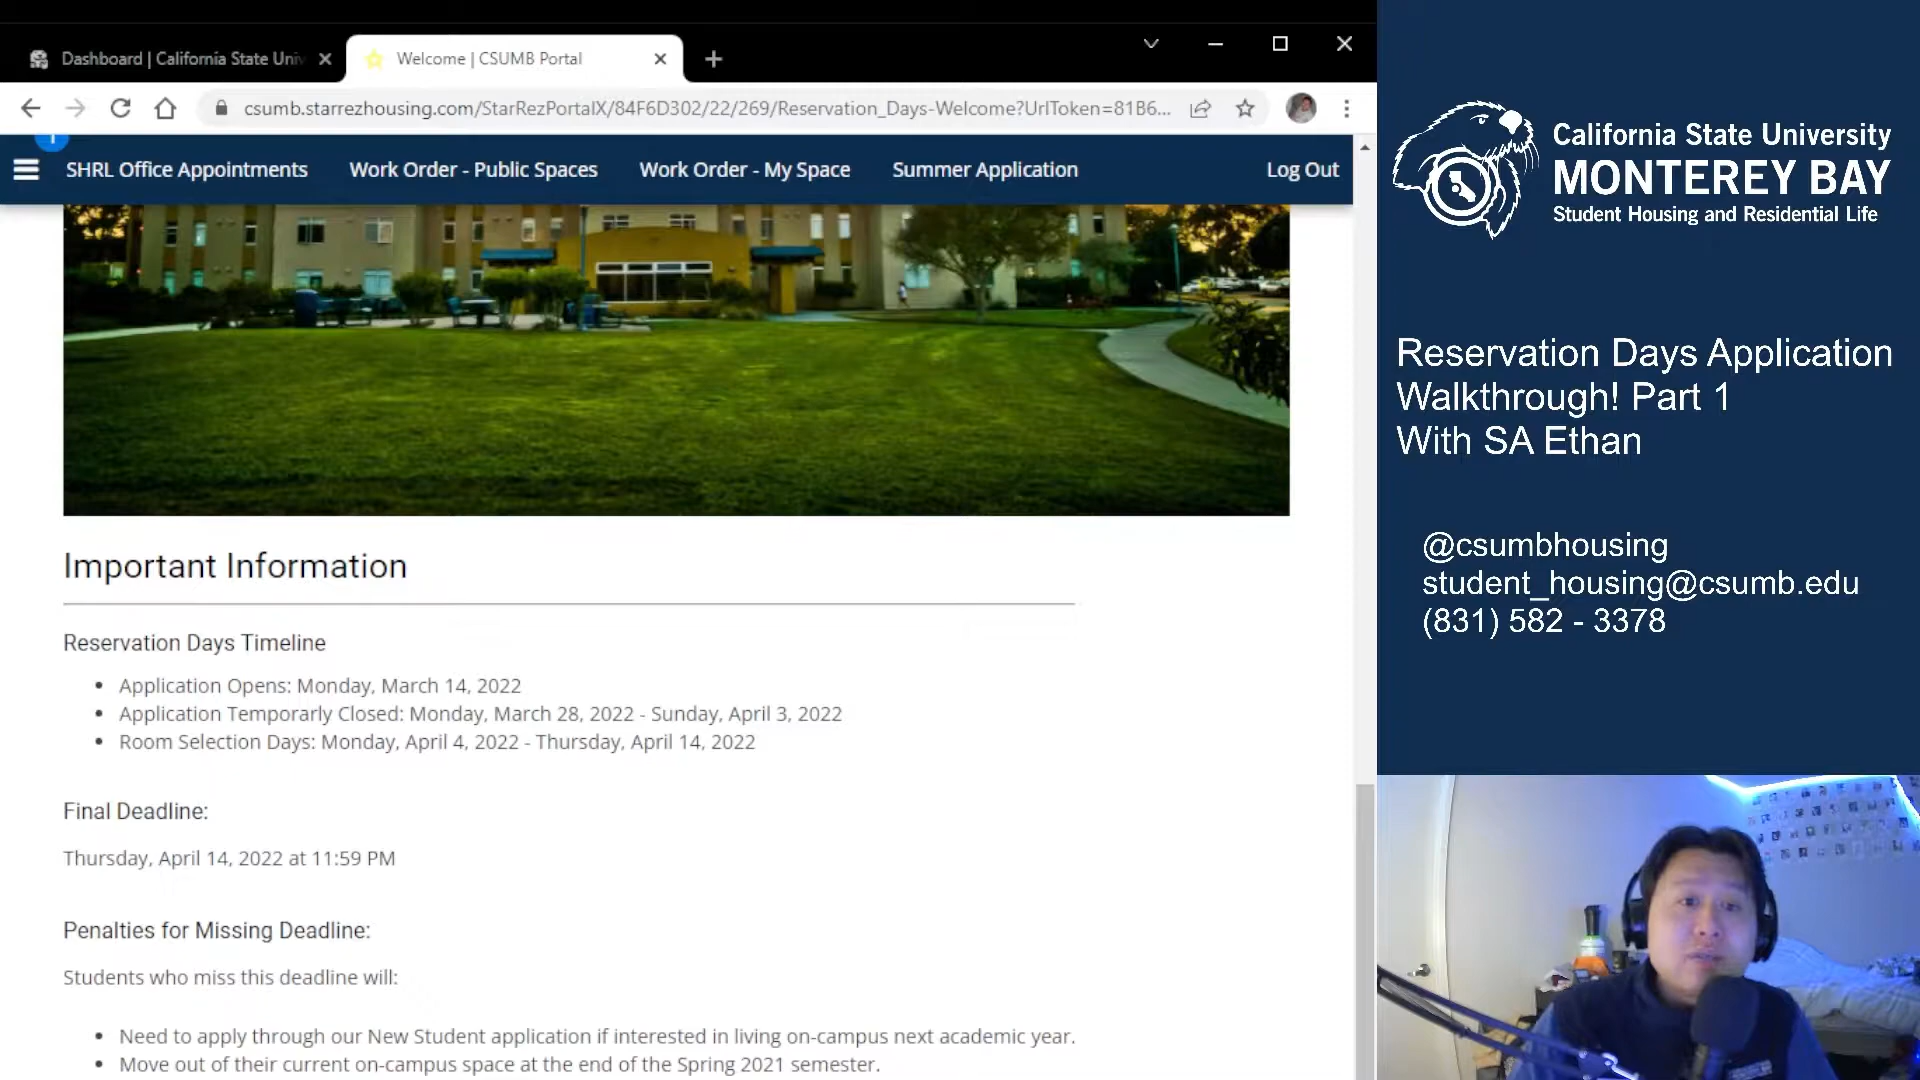 Dashboard | California State Univ
Welcome | CSUMB Portal
csumb.starrezhousing.com/StarRezPortalX/84F6D302/22/269/Reservation_Days-Welcome?UrlToken=81B6...
SHRL Office Appointments
Work Order - Public Spaces
Work Order - My Space
Summer Application
Log Out
Important Information
Reservation Days Timeline
• Application Opens: Monday, March 14, 2022
• Application Temporarly Closed: Monday, March 28, 2022 - Sunday, April 3, 2022
• Room Selection Days: Monday, April 4, 2022 - Thursday, April 14, 2022
Final Deadline:
Thursday, April 14, 2022 at 11:59 PM
Penalties for Missing Deadline:
Students who miss this deadline will:
• Need to apply through our New Student application if interested in living on-campus next academic year.
• Move out of their current on-campus space at the end of the Spring 2021 semester.
California State University
MONTEREY BAY
Student Housing and Residential Life
Reservation Days Application
Walkthrough! Part 1
With SA Ethan
@csumbhousing
student_housing@csumb.edu
(831) 582 - 3378